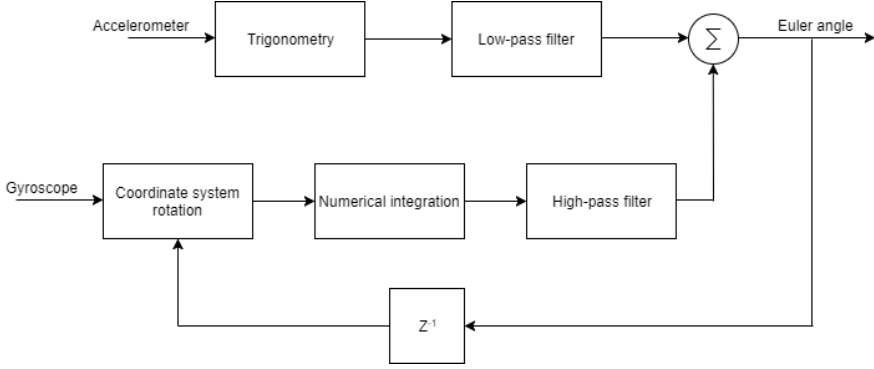 Accelerometer
Trigonometry
Low-pass filter
Σ
Euler angle
Gyroscope
Coordinate system
rotation
Numerical integration
High-pass filter
Z⁻¹